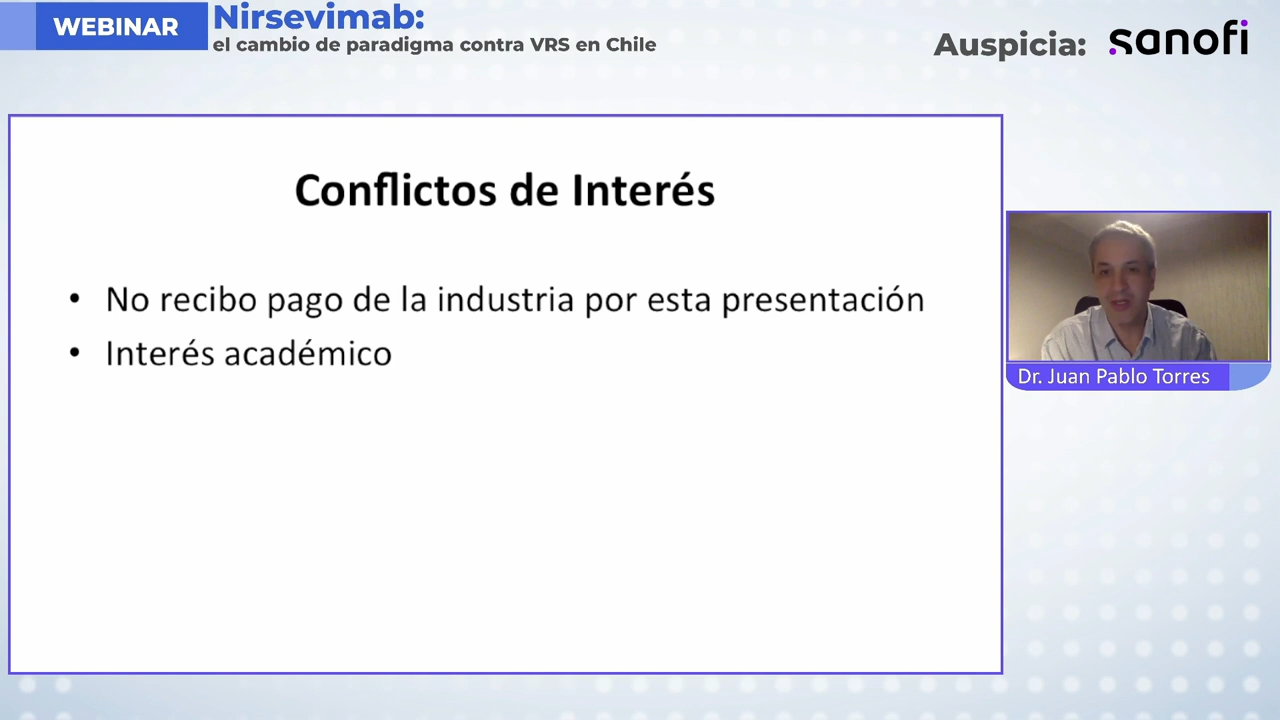 WEBINAR
Nirsevimab:
el cambio de paradigma contra VRS en Chile
Auspicia: sanofi
Conflictos de Interés
• No recibo pago de la industria por esta presentación
• Interés académico
Dr. Juan Pablo Torres